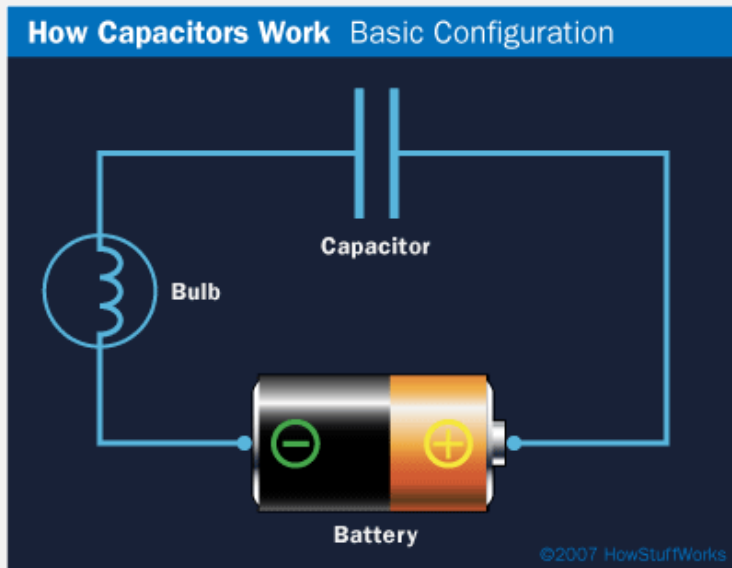 How Capacitors Work Basic Configuration
Capacitor
Bulb
Battery
©2007 HowStuffWorks